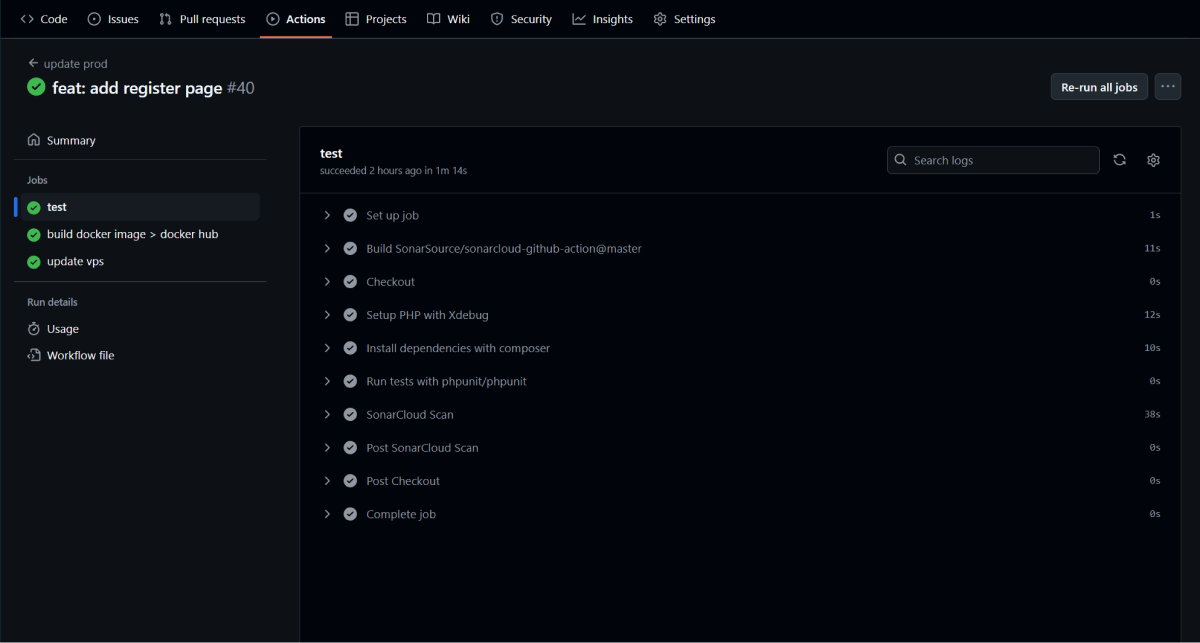 Code Issues Pull requests Actions Projects Wiki Security Insights Settings
update prod
feat: add register page #40
Re-run all jobs
Summary
Jobs
test
build docker image > docker hub
update vps
Run details
Usage
Workflow file
test
succeeded 2 hours ago in 1m 14s
Search logs
Set up job 1s
Build SonarSource/sonarcloud-github-action@master 11s
Checkout 0s
Setup PHP with Xdebug 12s
Install dependencies with composer 10s
Run tests with phpunit/phpunit 0s
SonarCloud Scan 38s
Post SonarCloud Scan 0s
Post Checkout 0s
Complete job 0s